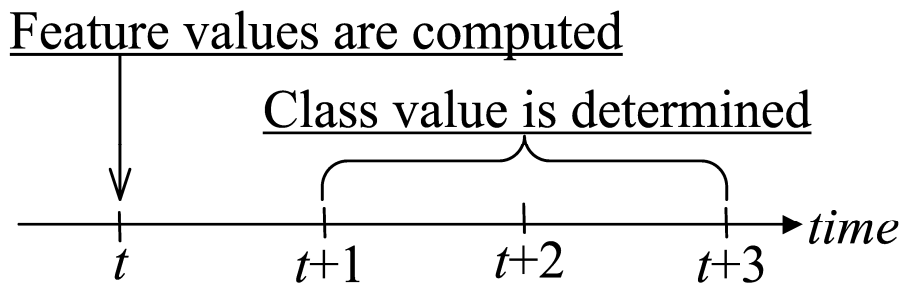 Feature values are computed
Class value is determined
time
t
t+1
t+2
t+3